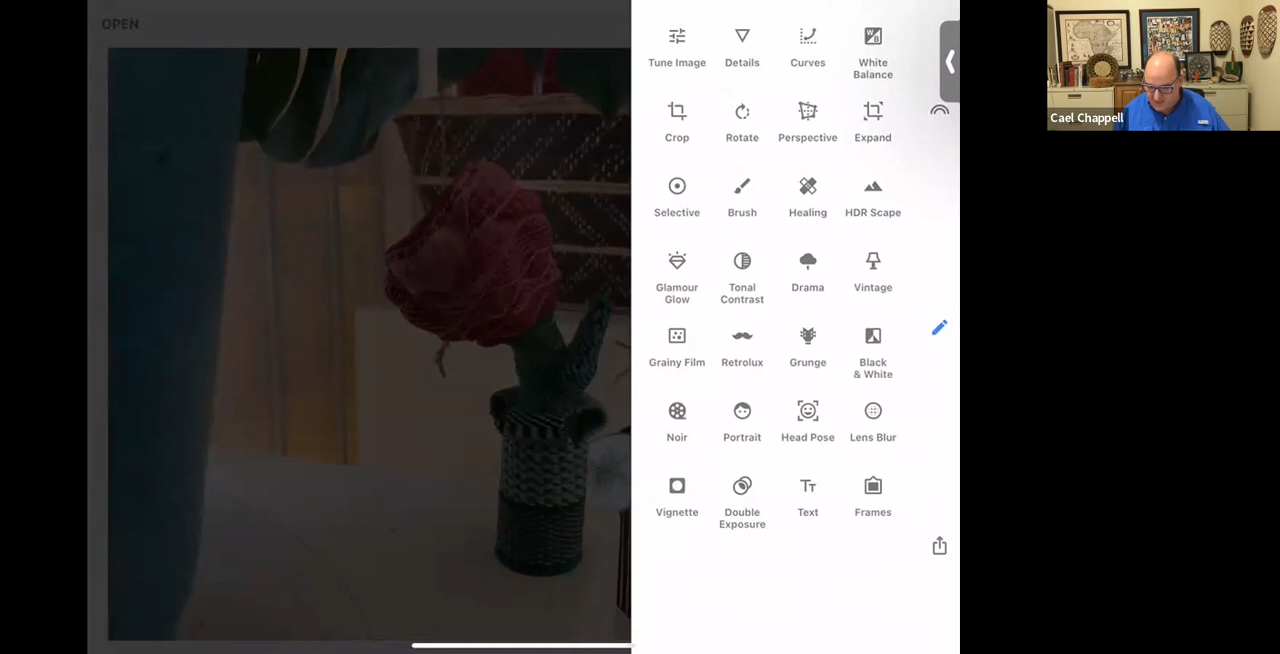 OPEN
Tune Image
Details
Curves
White
Balance
Crop
Rotate
Perspective
Expand
Selective
Brush
Healing
HDR Scape
Glamour
Glow
Tonal
Contrast
Drama
Vintage
Grainy Film
Retrolux
Grunge
Black
& White
Noir
Portrait
Head Pose
Lens Blur
Vignette
Double
Exposure
Text
Frames
Cael Chappell